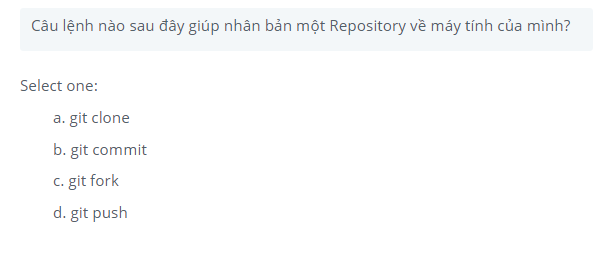 Câu lệnh nào sau đây giúp nhân bản một Repository về máy tính của mình?
Select one:
a. git clone
b. git commit
c. git fork
d. git push